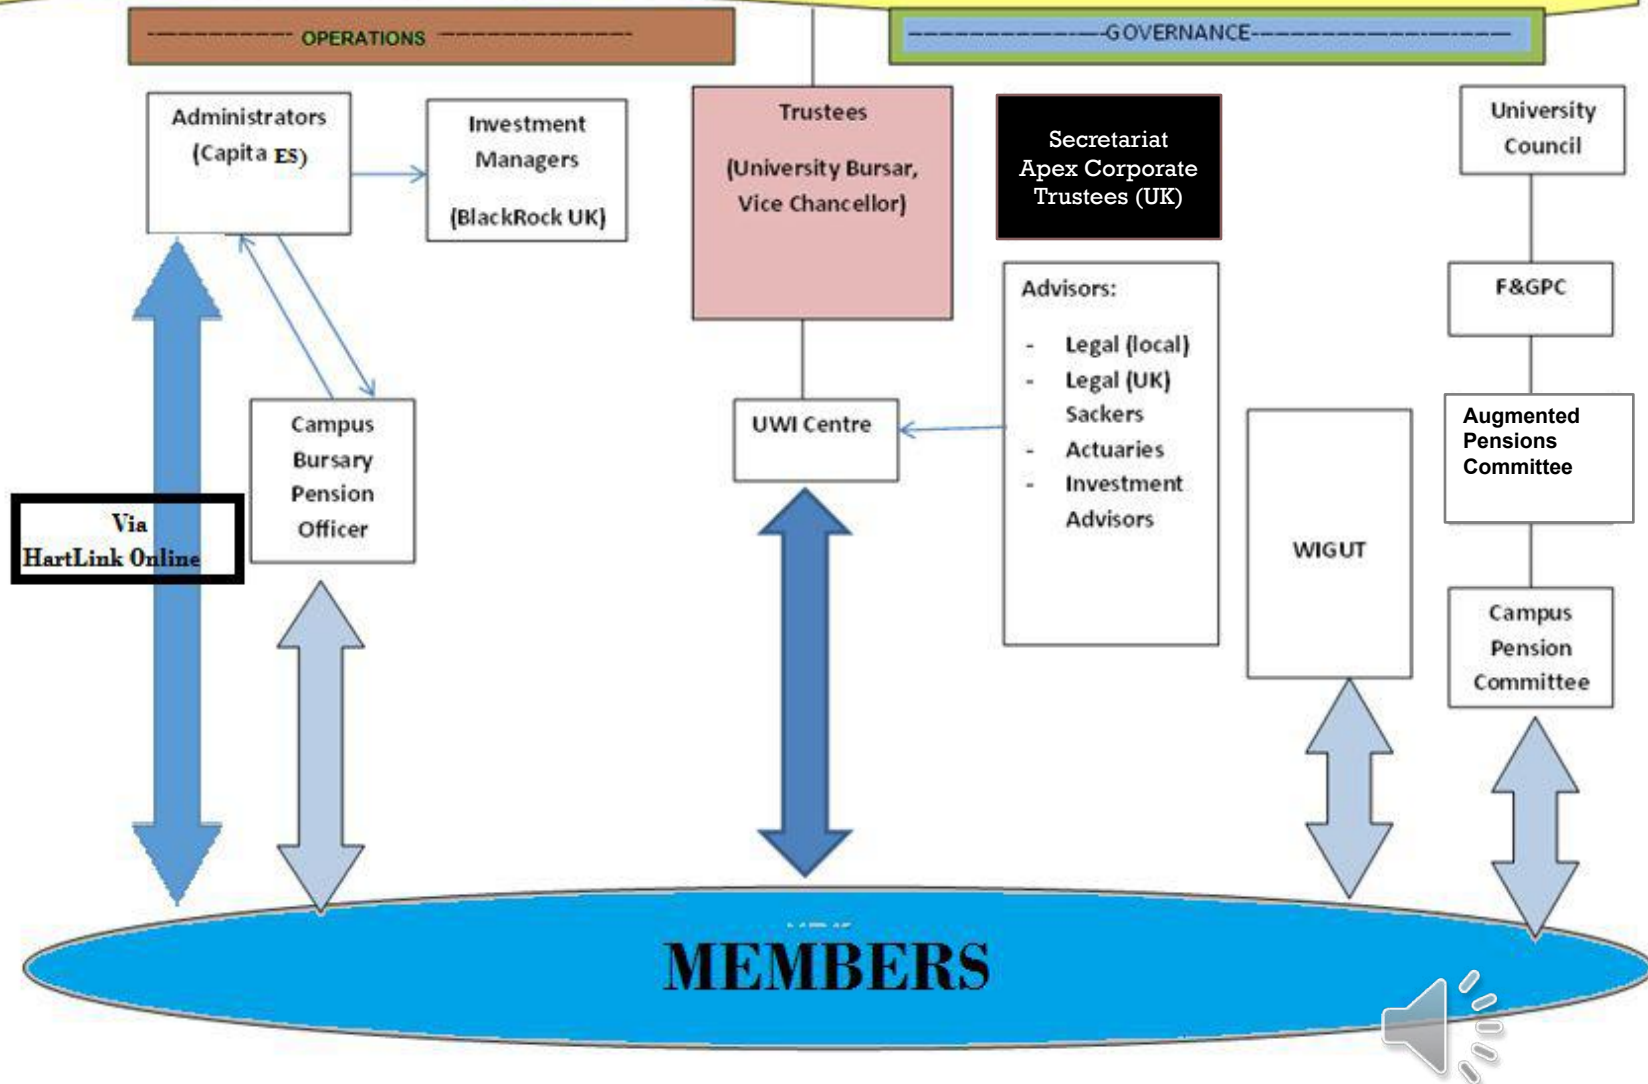 OPERATIONS
GOVERNANCE
Administrators
(Capita ES)
Investment
Managers
(BlackRock UK)
Trustees
(University Bursar,
Vice Chancellor)
Secretariat
Apex Corporate
Trustees (UK)
University
Council
Advisors:
- Legal (local)
- Legal (UK)
Sackers
- Actuaries
- Investment
Advisors
F&GPC
Campus
Bursary
Pension
Officer
UWI Centre
Augmented
Pensions
Committee
WIGUT
Via
HartLink Online
Campus
Pension
Committee
MEMBERS